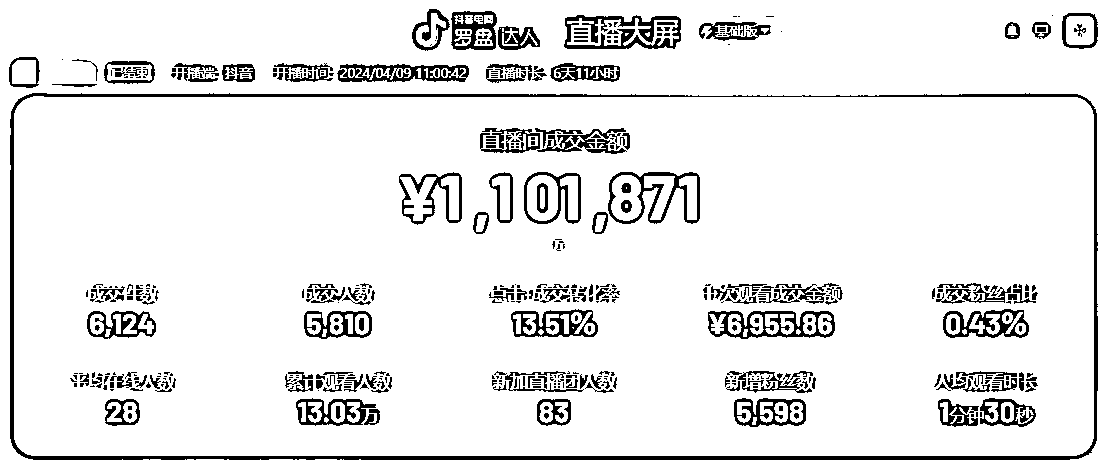 抖音电商
罗盘 达人 直播大屏 基础版
已结束 开播端: 抖音 开播时间: 2024/04/09 11:00:42 直播时长: 6天11小时
直播间成交金额
¥1,101,871
万
成交件数 成交人数 点击-成交转化率 千次观看成交金额 成交粉丝占比
6,124 5,810 13.51% ¥6,955.86 0.43%
平均在线人数 累计观看人数 新加直播团人数 新增粉丝数 人均观看时长
28 13.03万 83 5,598 1分钟30秒